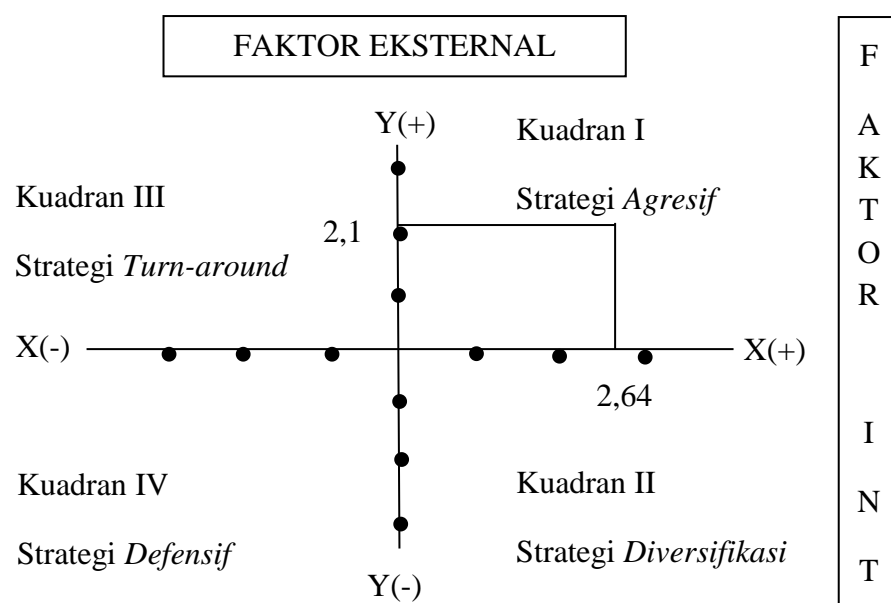 FAKTOR EKSTERNAL
Y(+)
Kuadran I
Strategi Agresif
Kuadran III
Strategi Turn-around
2,1
X(-)
X(+)
2,64
Kuadran IV
Strategi Defensif
Kuadran II
Strategi Diversifikasi
Y(-)
F
A
K
T
O
R
I
N
T